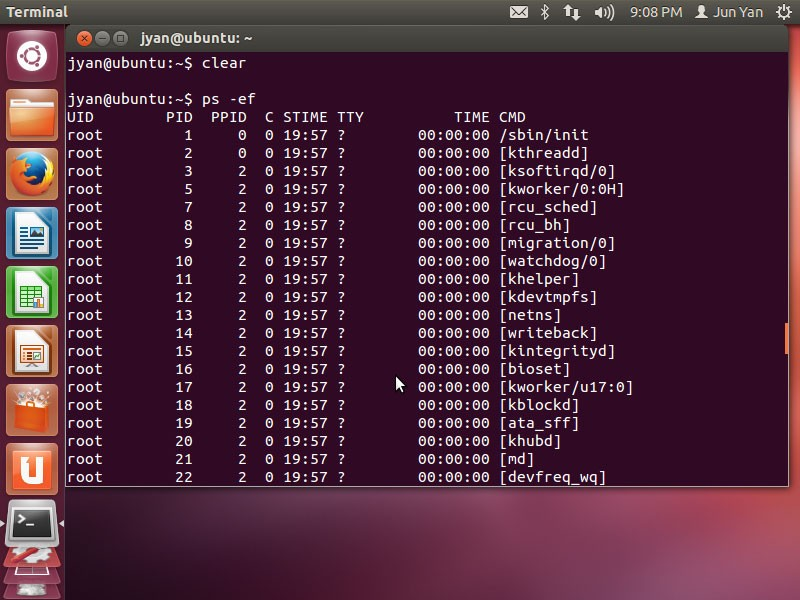 Terminal 9:08 PM Jun Yan
jyan@ubuntu: ~
jyan@ubuntu:~$ clear
jyan@ubuntu:~$ ps -ef
UID PID PPID C STIME TTY TIME CMD
root 1 0 0 19:57 ? 00:00:00 /sbin/init
root 2 0 0 19:57 ? 00:00:00 [kthreadd]
root 3 2 0 19:57 ? 00:00:00 [ksoftirqd/0]
root 5 2 0 19:57 ? 00:00:00 [kworker/0:0H]
root 7 2 0 19:57 ? 00:00:00 [rcu_sched]
root 8 2 0 19:57 ? 00:00:00 [rcu_bh]
root 9 2 0 19:57 ? 00:00:00 [migration/0]
root 10 2 0 19:57 ? 00:00:00 [watchdog/0]
root 11 2 0 19:57 ? 00:00:00 [khelper]
root 12 2 0 19:57 ? 00:00:00 [kdevtmpfs]
root 13 2 0 19:57 ? 00:00:00 [netns]
root 14 2 0 19:57 ? 00:00:00 [writeback]
root 15 2 0 19:57 ? 00:00:00 [kintegrityd]
root 16 2 0 19:57 ? 00:00:00 [bioset]
root 17 2 0 19:57 ? 00:00:00 [kworker/u17:0]
root 18 2 0 19:57 ? 00:00:00 [kblockd]
root 19 2 0 19:57 ? 00:00:00 [ata_sff]
root 20 2 0 19:57 ? 00:00:00 [khubd]
root 21 2 0 19:57 ? 00:00:00 [md]
root 22 2 0 19:57 ? 00:00:00 [devfreq_wq]